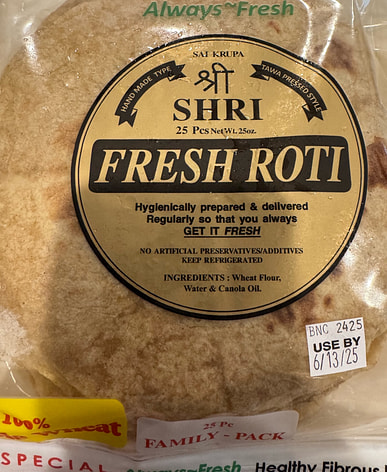 Always~Fresh
SAI KRUPA
HAND MADE TYPE
श्री
TAWA PRESSED STYLE
SHRI
25 Pcs Net Wt. 25oz.
FRESH ROTI
Hygienically prepared & delivered
Regularly so that you always
GET IT FRESH
NO ARTIFICIAL PRESERVATIVES/ADDITIVES
KEEP REFRIGERATED
INGREDIENTS : Wheat Flour,
Water & Canola Oil.
BNC 2425
USE BY
6/13/25
100%
Wheat
25 Pc
FAMILY - PACK
SPECIAL
Always~Fresh
Healthy Fibrous